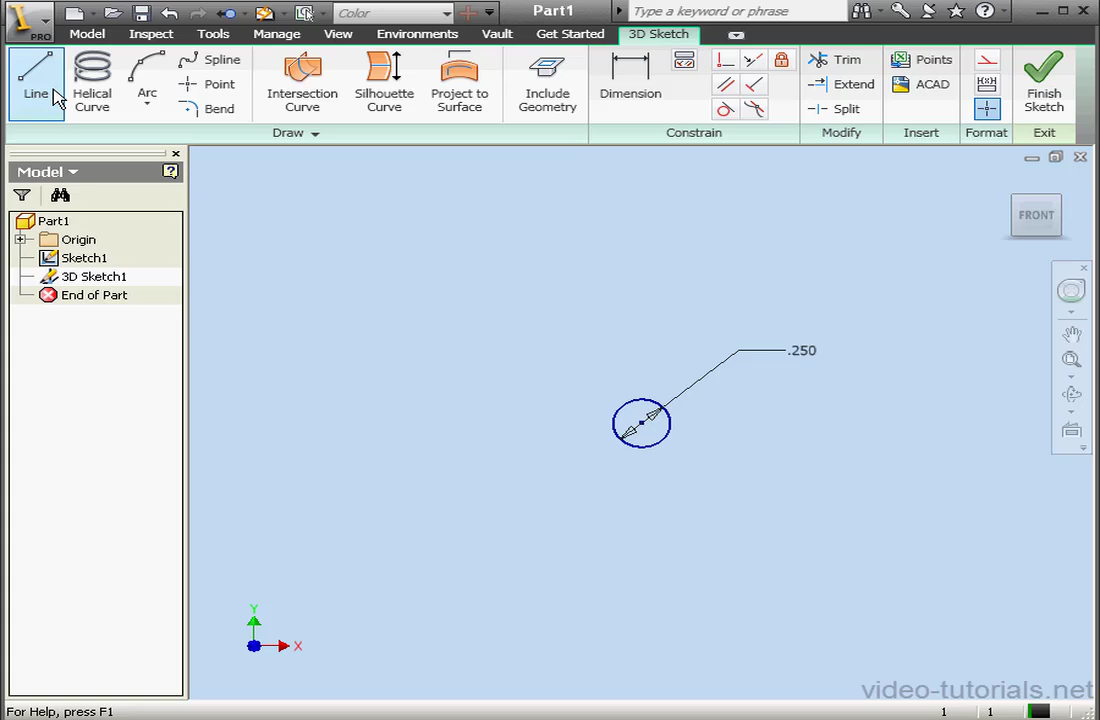 PRO
Color
Part1
Type a keyword or phrase
Model
Inspect
Tools
Manage
View
Environments
Vault
Get Started
3D Sketch
Line
Helical
Curve
Arc
Spline
Point
Bend
Intersection
Curve
Silhouette
Curve
Project to
Surface
Include
Geometry
Dimension
Trim
Extend
Split
Points
ACAD
Finish
Sketch
Draw
Constrain
Modify
Insert
Format
Exit
Model
Part1
Origin
Sketch1
3D Sketch1
End of Part
FRONT
.250
Y
X
video-tutorials.net
For Help, press F1
1
1